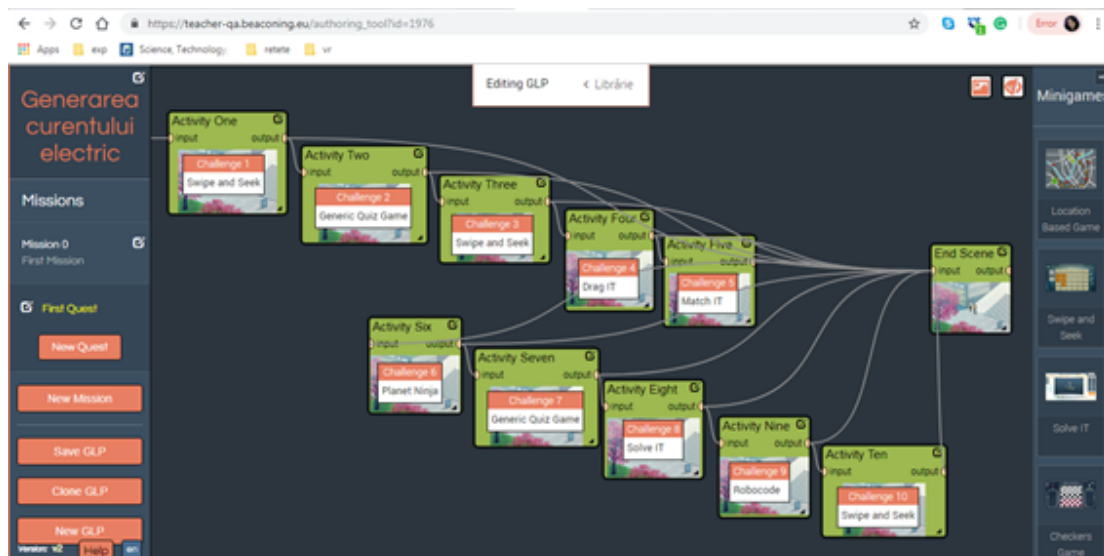 https://teacher-qa.beaconing.eu/authoring_tool?id=1976
Error
Apps
exp
Science, Technology,
retete
vr
Generarea
curentului
electric
Missions
Mission 0
First Mission
First Quest
New Quest
New Mission
Save GLP
Clone GLP
New GLP
Version: v2
Help
en
Editing GLP
< Librărie
Activity One
input output
Challenge 1
Swipe and Seek
Activity Two
input output
Challenge 2
Generic Quiz Game
Activity Three
input output
Challenge 3
Swipe and Seek
Activity Four
input output
Challenge 4
Drag IT
Activity Five
input output
Challenge 5
Match IT
Activity Six
input output
Challenge 6
Planet Ninja
Activity Seven
input output
Challenge 7
Generic Quiz Game
Activity Eight
input output
Challenge 8
Solve IT
Activity Nine
input output
Challenge 9
Robocode
Activity Ten
input output
Challenge 10
Swipe and Seek
End Scene
input output
Minigames
Location
Based Game
Swipe and
Seek
Solve IT
Checkers
Game